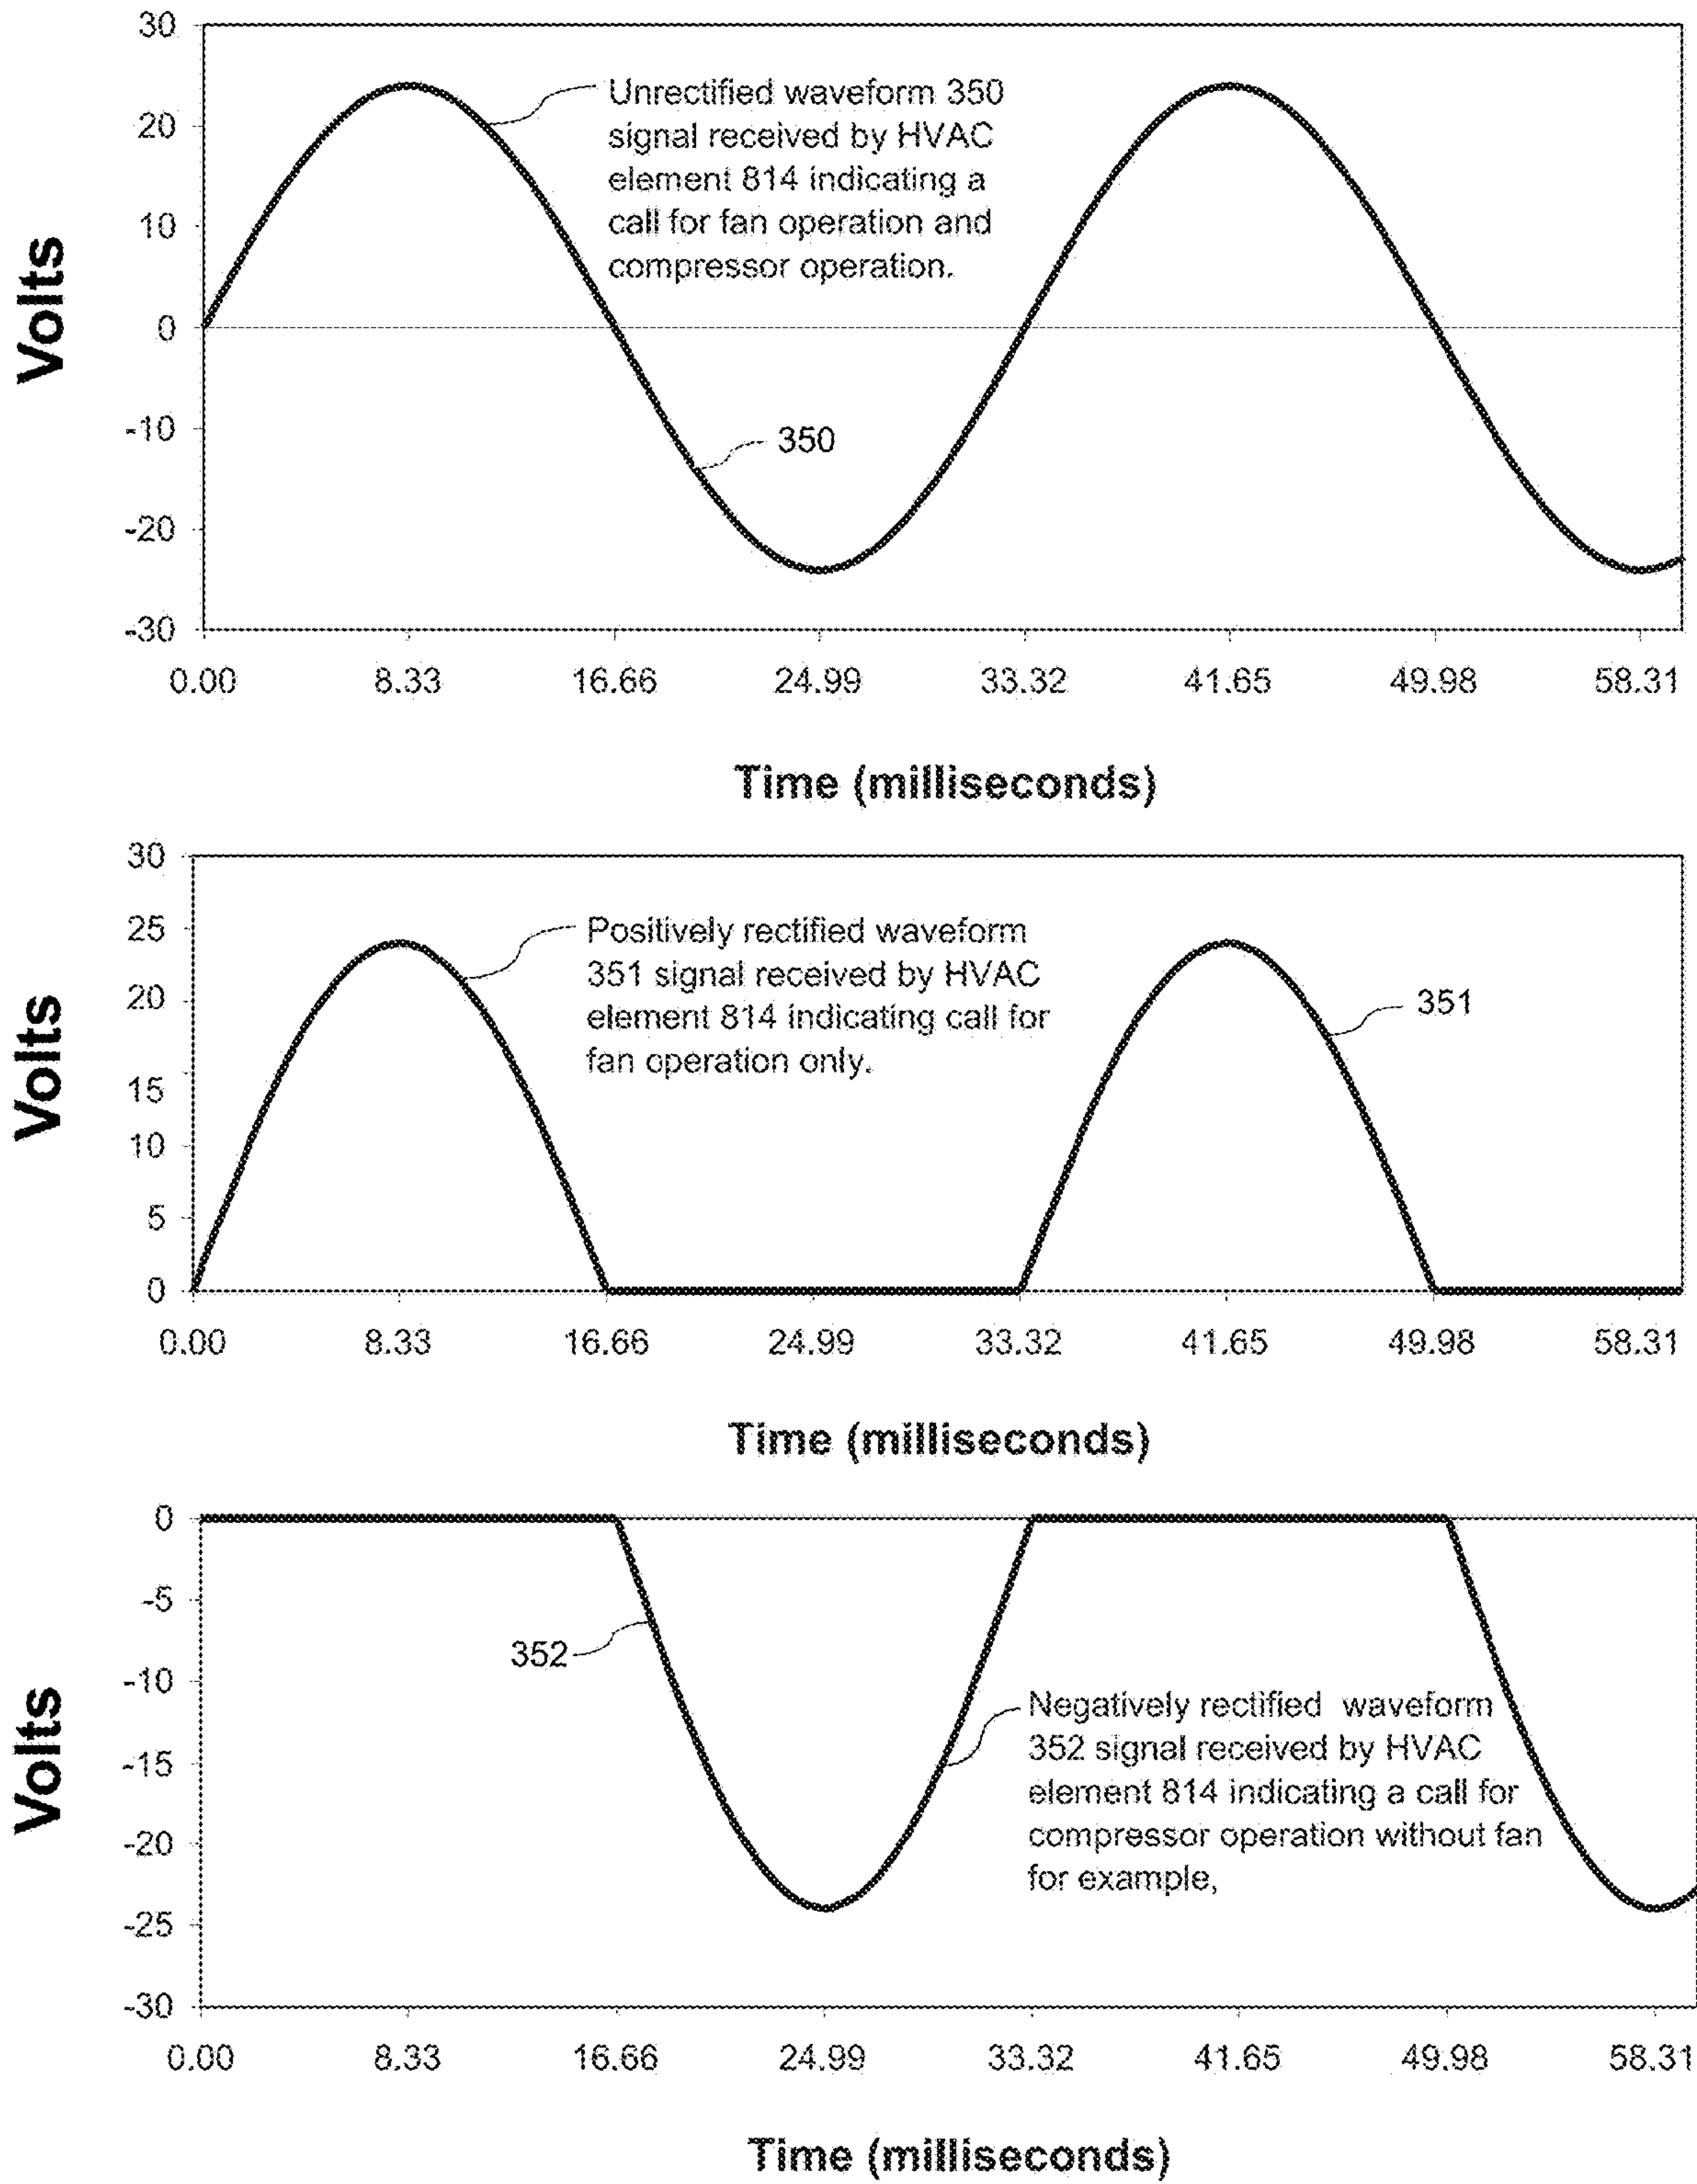 30
Unrectified waveform 350
signal received by HVAC
element 814 indicating a
call for fan operation and
compressor operation.
20
10
0
-10
350
-20
-30
Volts
0.00 8.33 16.66 24.99 33.32 41.65 49.98 58.31
Time (milliseconds)
30
25
Positively rectified waveform
351 signal received by HVAC
element 814 indicating call for
fan operation only.
351
20
15
10
5
0
Volts
0.00 8.33 16.66 24.99 33.32 41.65 49.98 58.31
Time (milliseconds)
0
-5
352
-10
Negatively rectified waveform
352 signal received by HVAC
element 814 indicating a call for
compressor operation without fan
for example,
-15
-20
-25
-30
Volts
0.00 8.33 16.66 24.99 33.32 41.65 49.98 58.31
Time (milliseconds)